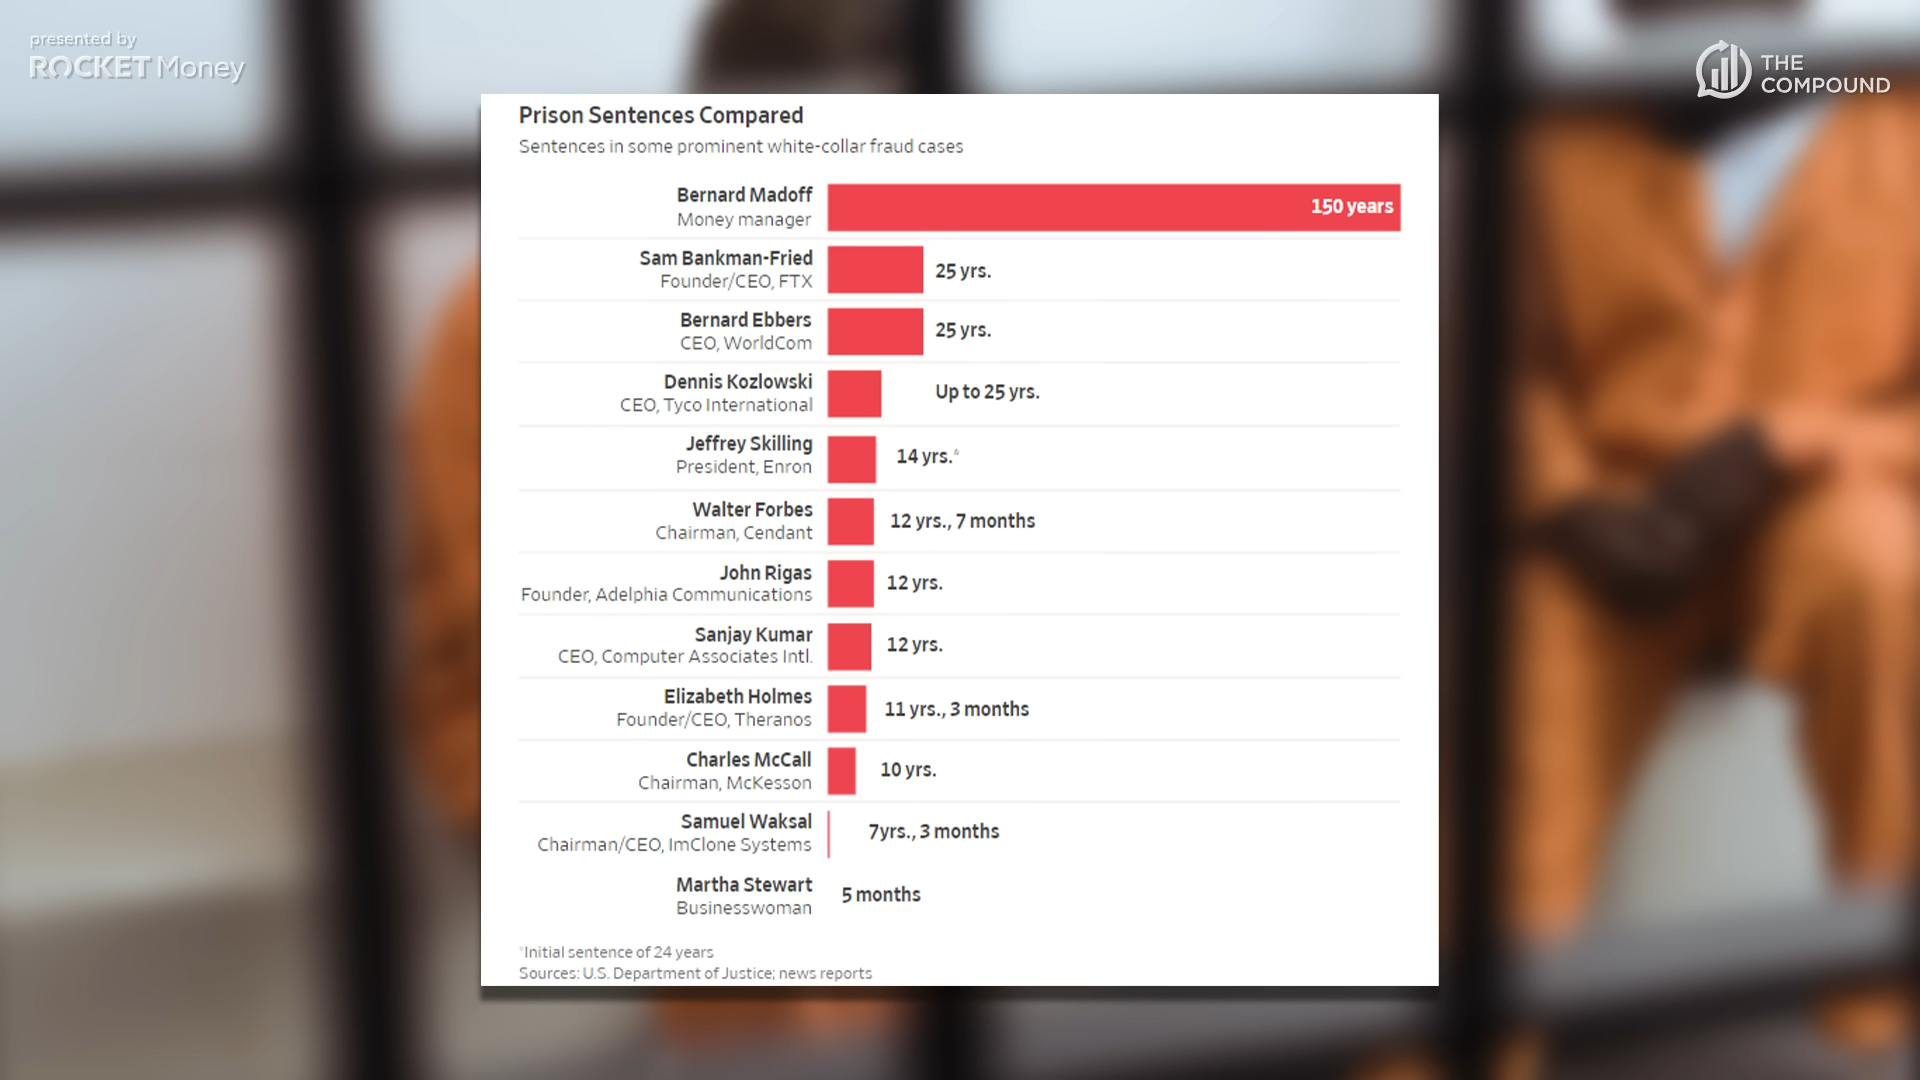 presented by
ROCKET Money
THE
COMPOUND
Prison Sentences Compared
Sentences in some prominent white-collar fraud cases
Bernard Madoff
Money manager
150 years
Sam Bankman-Fried
Founder/CEO, FTX
25 yrs.
Bernard Ebbers
CEO, WorldCom
25 yrs.
Dennis Kozlowski
CEO, Tyco International
Up to 25 yrs.
Jeffrey Skilling
President, Enron
14 yrs.*
Walter Forbes
Chairman, Cendant
12 yrs., 7 months
John Rigas
Founder, Adelphia Communications
12 yrs.
Sanjay Kumar
CEO, Computer Associates Intl.
12 yrs.
Elizabeth Holmes
Founder/CEO, Theranos
11 yrs., 3 months
Charles McCall
Chairman, McKesson
10 yrs.
Samuel Waksal
Chairman/CEO, ImClone Systems
7yrs., 3 months
Martha Stewart
Businesswoman
5 months
*Initial sentence of 24 years
Sources: U.S. Department of Justice; news reports